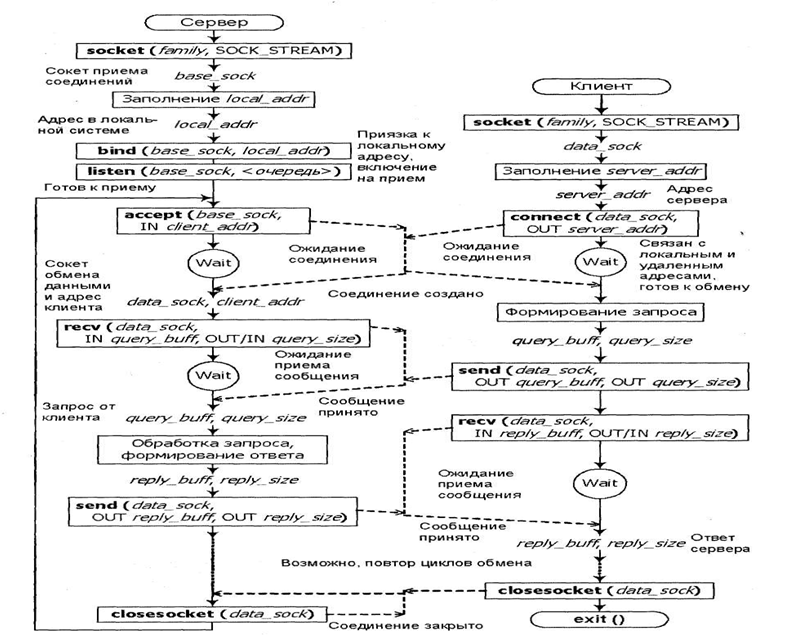 Сервер
socket (family, SOCK_STREAM)
Сокет приема
соединений
base_sock
Заполнение local_addr
Адрес в локаль-
ной системе
local_addr
bind (base_sock, local_addr)
listen (base_sock, <очередь>)
Приязка к
локальному
адресу,
включение
на прием
Готов к приему
accept (base_sock,
IN client_addr)
Wait
Ожидание
соединения
Сокет
обмена
данными
и адрес
клиента
data_sock, client_addr
Соединение создано
recv (data_sock,
IN query_buff, OUT/IN query_size)
Ожидание
приема
сообщения
Wait
Сообщение
принято
Запрос от
клиента
query_buff, query_size
Обработка запроса,
формирование ответа
reply_buff, reply_size
send (data_sock,
OUT reply_buff, OUT reply_size)
Возможно, повтор циклов обмена
closesocket (data_sock)
Соединение закрыто
Клиент
socket (family, SOCK_STREAM)
data_sock
Заполнение server_addr
server_addr
Адрес
сервера
connect (data_sock,
OUT server_addr)
Ожидание
соединения
Wait
Связан с
локальным и
удаленным
адресами,
готов к обмену
Формирование запроса
query_buff, query_size
send (data_sock,
OUT query_buff, OUT query_size)
recv (data_sock,
IN reply_buff, OUT/IN reply_size)
Ожидание
приема
сообщения
Wait
Сообщение
принято
reply_buff, reply_size
Ответ
сервера
closesocket (data_sock)
exit ()